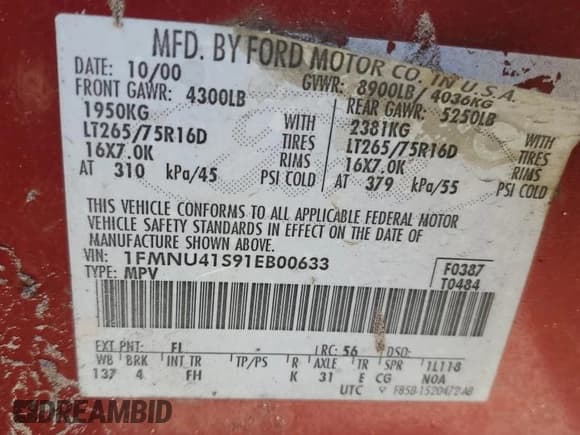 MFD. BY FORD MOTOR CO. IN U.S.A.
DATE: 10/00 GVWR: 8900LB / 4036KG
FRONT GAWR: 4300LB REAR GAWR: 5250LB
1950KG WITH 2381KG WITH
LT265/75R16D TIRES LT265/75R16D TIRES
16X7.0K RIMS 16X7.0K RIMS
AT 310 kPa/45 PSI COLD AT 379 kPa/55 PSI COLD
THIS VEHICLE CONFORMS TO ALL APPLICABLE FEDERAL MOTOR
VEHICLE SAFETY STANDARDS IN EFFECT ON THE DATE OF
MANUFACTURE SHOWN ABOVE.
VIN: 1FMNU41S91EB00633 F0387
TYPE: MPV T0484
EXT PNT: FL LRC: 56 DSO:
WB BRK INT TR TP/PS R AXLE TR SPR 1L118
137 4 FH K 31 E CG NOA
UTC F85B-1520472-AB
DREAMBID